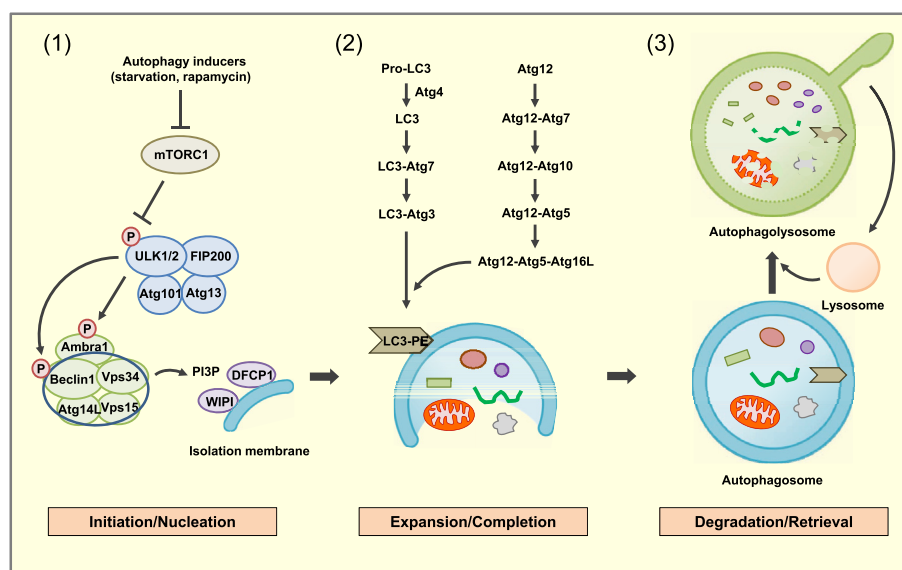 (1)
Autophagy inducers
(starvation, rapamycin)
mTORC1
P
ULK1/2
FIP200
Atg101
Atg13
P
Ambra1
P
Beclin1
Vps34
Atg14L
Vps15
PI3P
DFCP1
WIPI
Isolation membrane
Initiation/Nucleation
(2)
Pro-LC3
Atg4
LC3
LC3-Atg7
LC3-Atg3
Atg12
Atg12-Atg7
Atg12-Atg10
Atg12-Atg5
Atg12-Atg5-Atg16L
LC3-PE
Expansion/Completion
(3)
Autophagolysosome
Lysosome
Autophagosome
Degradation/Retrieval